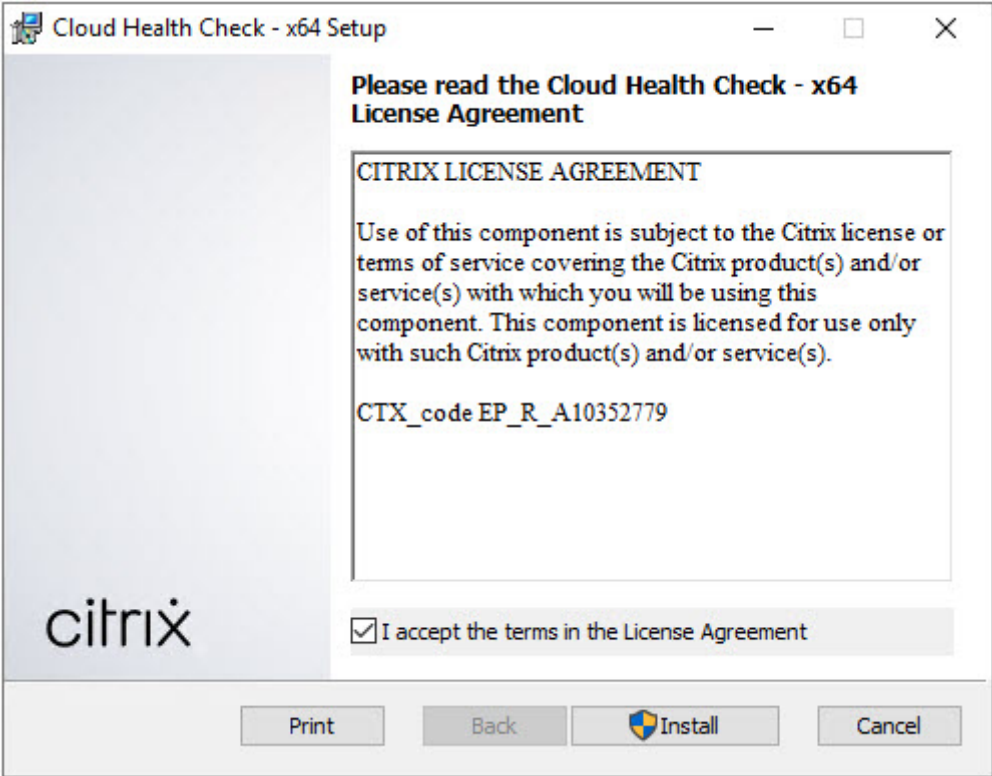 Cloud Health Check - x64 Setup
Please read the Cloud Health Check - x64
License Agreement
CITRIX LICENSE AGREEMENT
Use of this component is subject to the Citrix license or
terms of service covering the Citrix product(s) and/or
service(s) with which you will be using this
component. This component is licensed for use only
with such Citrix product(s) and/or service(s).
CTX_code EP_R_A10352779
citrix
I accept the terms in the License Agreement
Print
Back
Install
Cancel